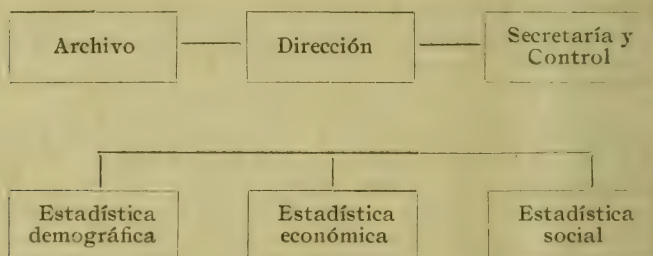 Archivo
Dirección
Secretaría y
Control
Estadística
demográfica
Estadística
económica
Estadística
social